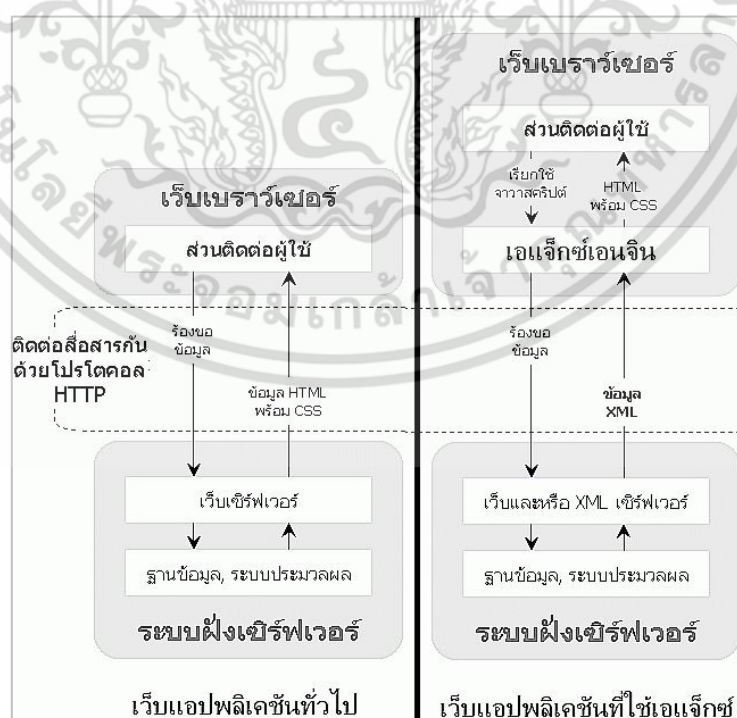 เว็บเบราว์เซอร์
ส่วนติดต่อผู้ใช้
ติดต่อสื่อสารกัน
ด้วยโปรโตคอล
HTTP
ร้องขอ
ข้อมูล
ข้อมูล HTML
พร้อม CSS
เว็บเซิร์ฟเวอร์
ฐานข้อมูล, ระบบประมวลผล
ระบบฝั่งเซิร์ฟเวอร์
เว็บแอปพลิเคชันทั่วไป
เว็บเบราว์เซอร์
ส่วนติดต่อผู้ใช้
เรียกใช้
จาวาสคริปต์
HTML
พร้อม CSS
เอแจ็กซ์เอนจิน
ร้องขอ
ข้อมูล
ข้อมูล
XML
เว็บและหรือ XML เซิร์ฟเวอร์
ฐานข้อมูล, ระบบประมวลผล
ระบบฝั่งเซิร์ฟเวอร์
เว็บแอปพลิเคชันที่ใช้เอแจ็กซ์